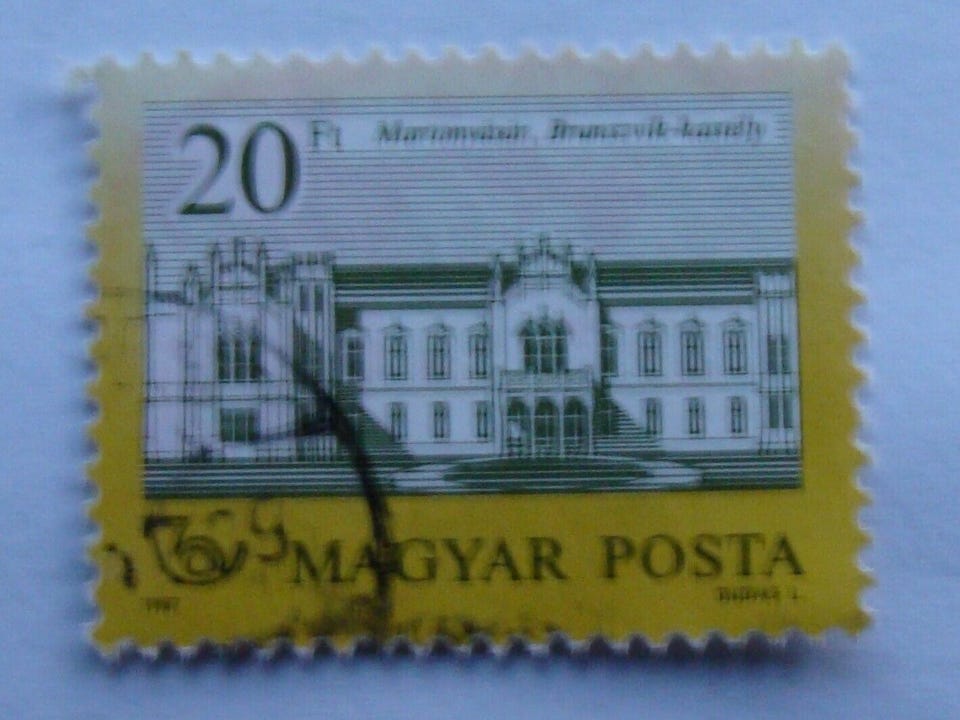 20 Ft Martonvásár, Brunszvik-kastély
MAGYAR POSTA
1987